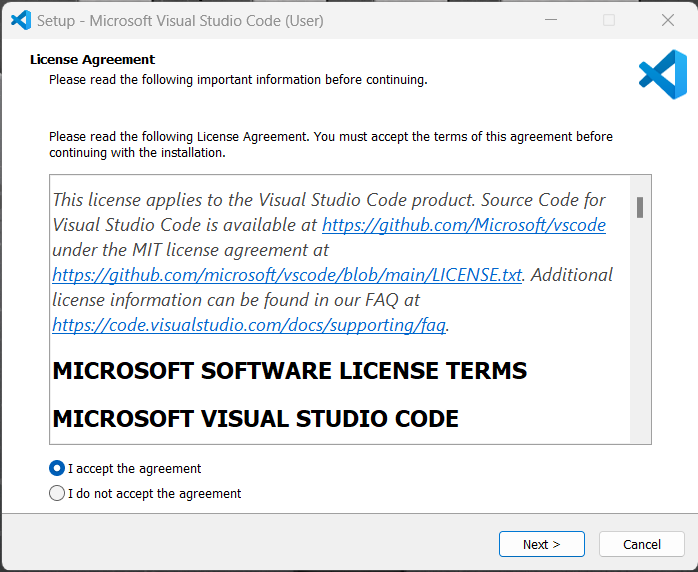 Setup - Microsoft Visual Studio Code (User)
License Agreement
Please read the following important information before continuing.
Please read the following License Agreement. You must accept the terms of this agreement before
continuing with the installation.
This license applies to the Visual Studio Code product. Source Code for
Visual Studio Code is available at https://github.com/Microsoft/vscode
under the MIT license agreement at
https://github.com/microsoft/vscode/blob/main/LICENSE.txt. Additional
license information can be found in our FAQ at
https://code.visualstudio.com/docs/supporting/faq.
MICROSOFT SOFTWARE LICENSE TERMS
MICROSOFT VISUAL STUDIO CODE
I accept the agreement
I do not accept the agreement
Next >
Cancel